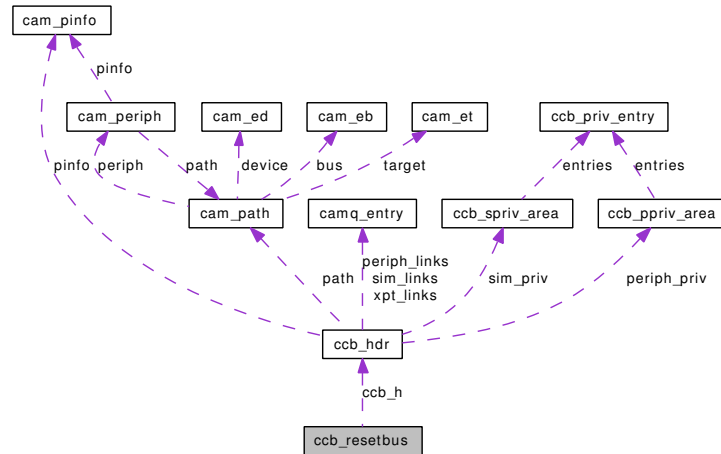 cam_pinfo
pinfo
cam_periph
cam_ed
cam_eb
cam_et
ccb_priv_entry
pinfo
periph
path
device
bus
target
entries
entries
cam_path
camq_entry
ccb_spriv_area
ccb_ppriv_area
path
periph_links
sim_links
xpt_links
sim_priv
periph_priv
ccb_hdr
ccb_h
ccb_resetbus